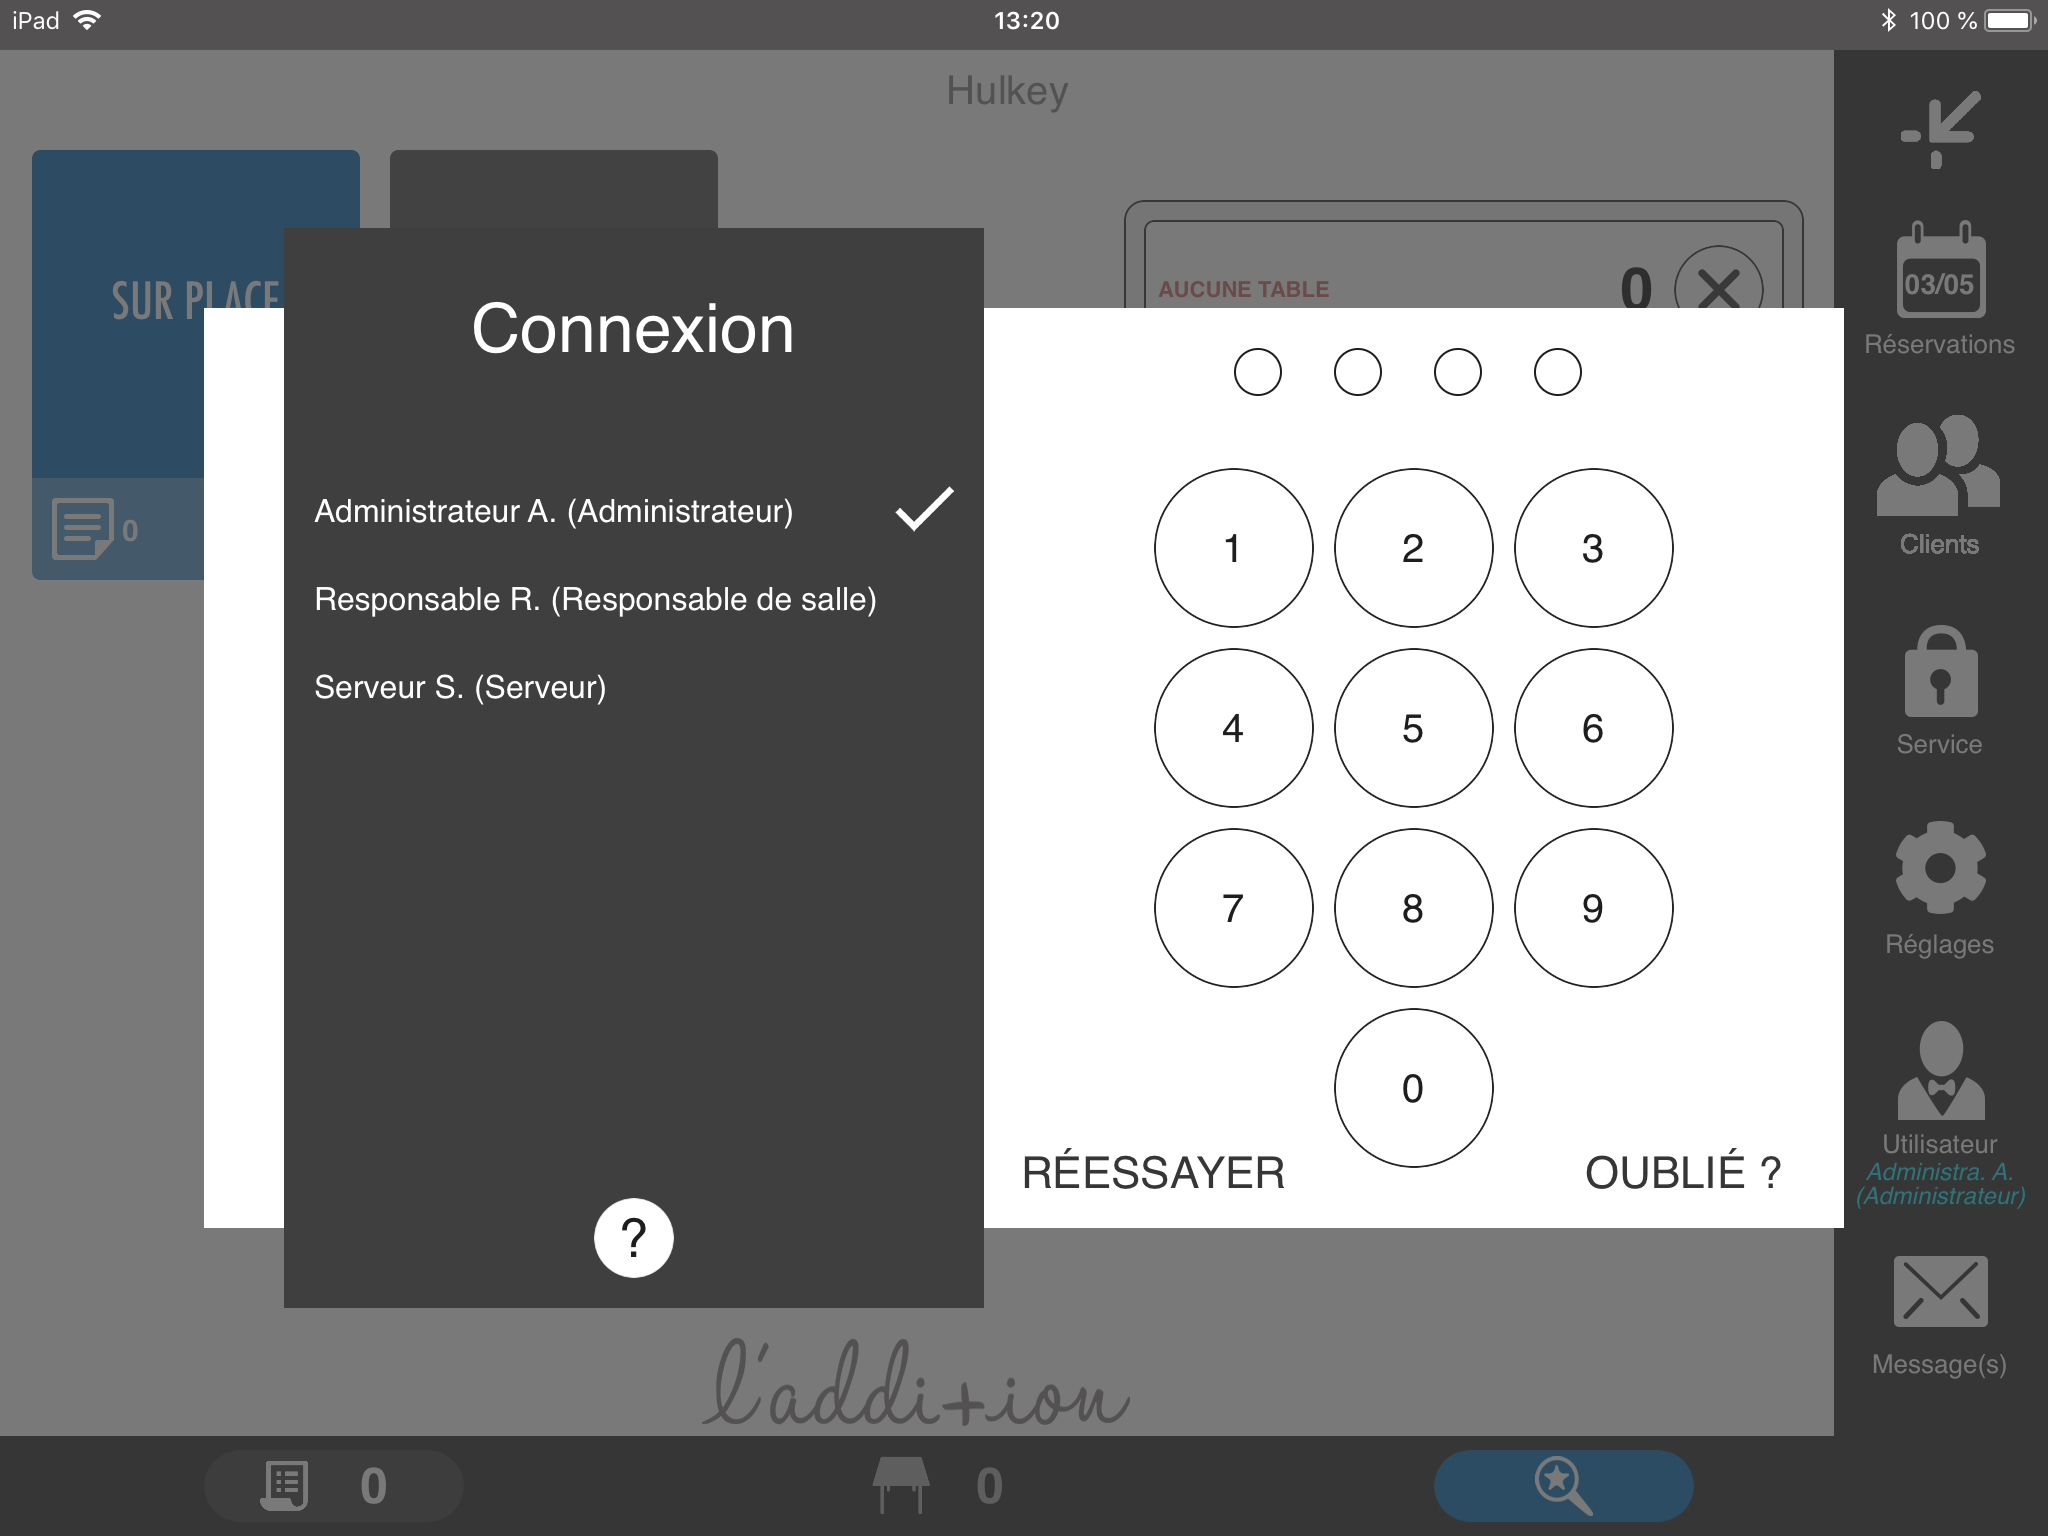 iPad
13:20
100 %
Hulkey
SUR PLACE
0
AUCUNE TABLE
0
Connexion
Administrateur A. (Administrateur)
Responsable R. (Responsable de salle)
Serveur S. (Serveur)
?
1
2
3
4
5
6
7
8
9
0
RÉESSAYER
OUBLIÉ ?
03/05
Réservations
Clients
Service
Réglages
Utilisateur
Administra. A.
(Administrateur)
Message(s)
l'addition
0
0